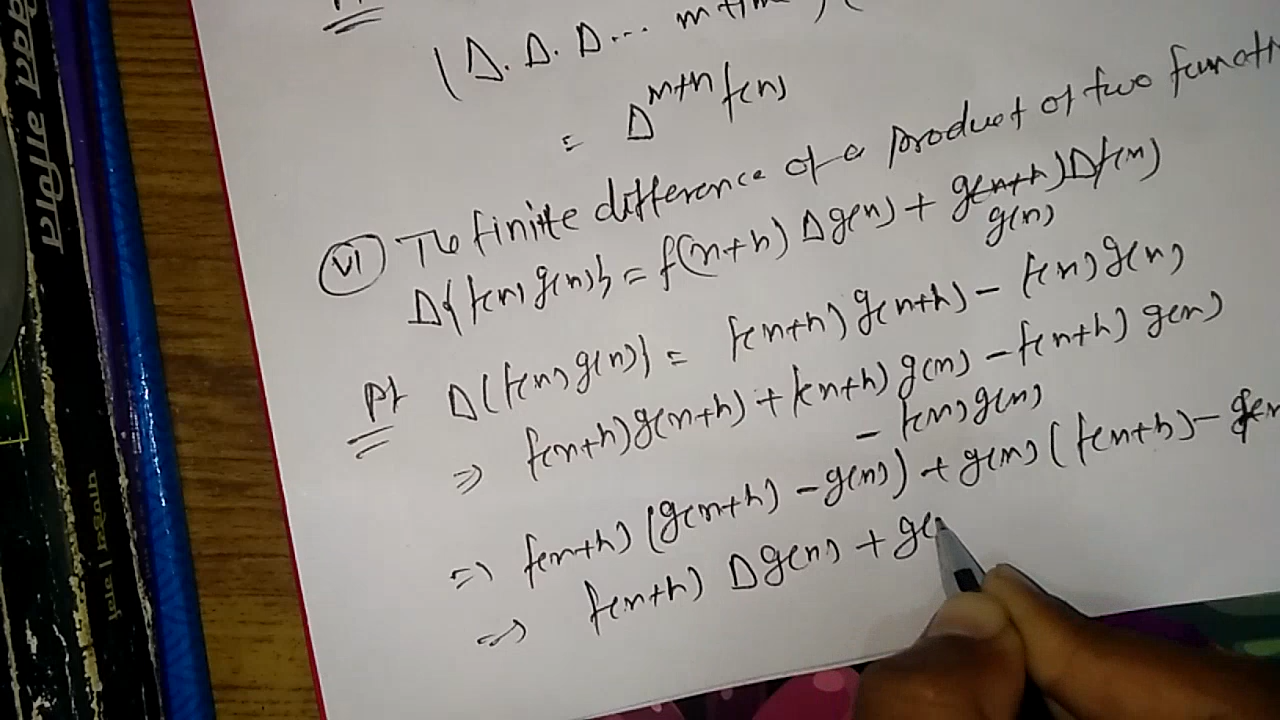 (Δ. Δ. Δ... m+
= Δ^{m+n} f(n)
(VI) The finite difference of a product of two functi
Δ{f(n) g(n)} = f(n+h) Δg(n) + g(n+h) Δf(n)
g(n)
Pf Δ(f(n) g(n)) = f(n+h) g(n+h) - f(n) g(n)
⇒ f(n+h) g(n+h) + f(n+h) g(n) - f(n+h) g(n)
- f(n) g(n)
⇒ f(n+h) (g(n+h) - g(n)) + g(n) (f(n+h) -
⇒ f(n+h) Δg(n) + g(